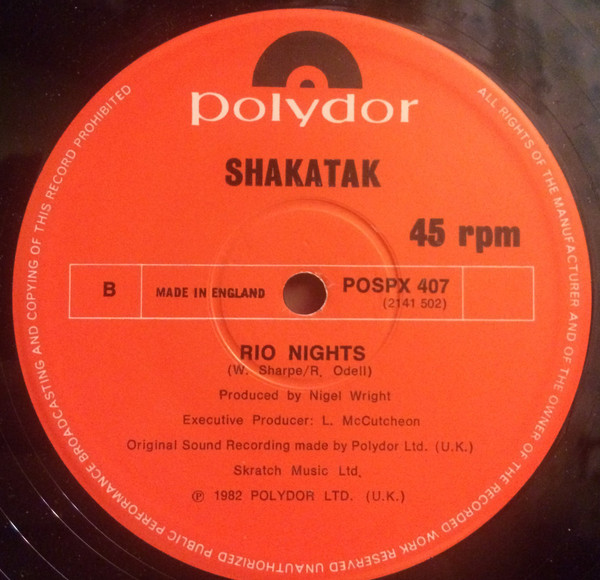 polydor
SHAKATAK
45 rpm
B
MADE IN ENGLAND
POSPX 407
(2141 502)
RIO NIGHTS
(W. Sharpe/R. Odell)
Produced by Nigel Wright
Executive Producer: L. McCutcheon
Original Sound Recording made by Polydor Ltd. (U.K.)
Skratch Music Ltd.
℗ 1982 POLYDOR LTD. (U.K.)
ALL RIGHTS OF THE MANUFACTURER AND OF THE OWNER OF THE RECORDED WORK RESERVED UNAUTHORIZED PUBLIC PERFORMANCE BROADCASTING AND COPYING OF THIS RECORD PROHIBITED